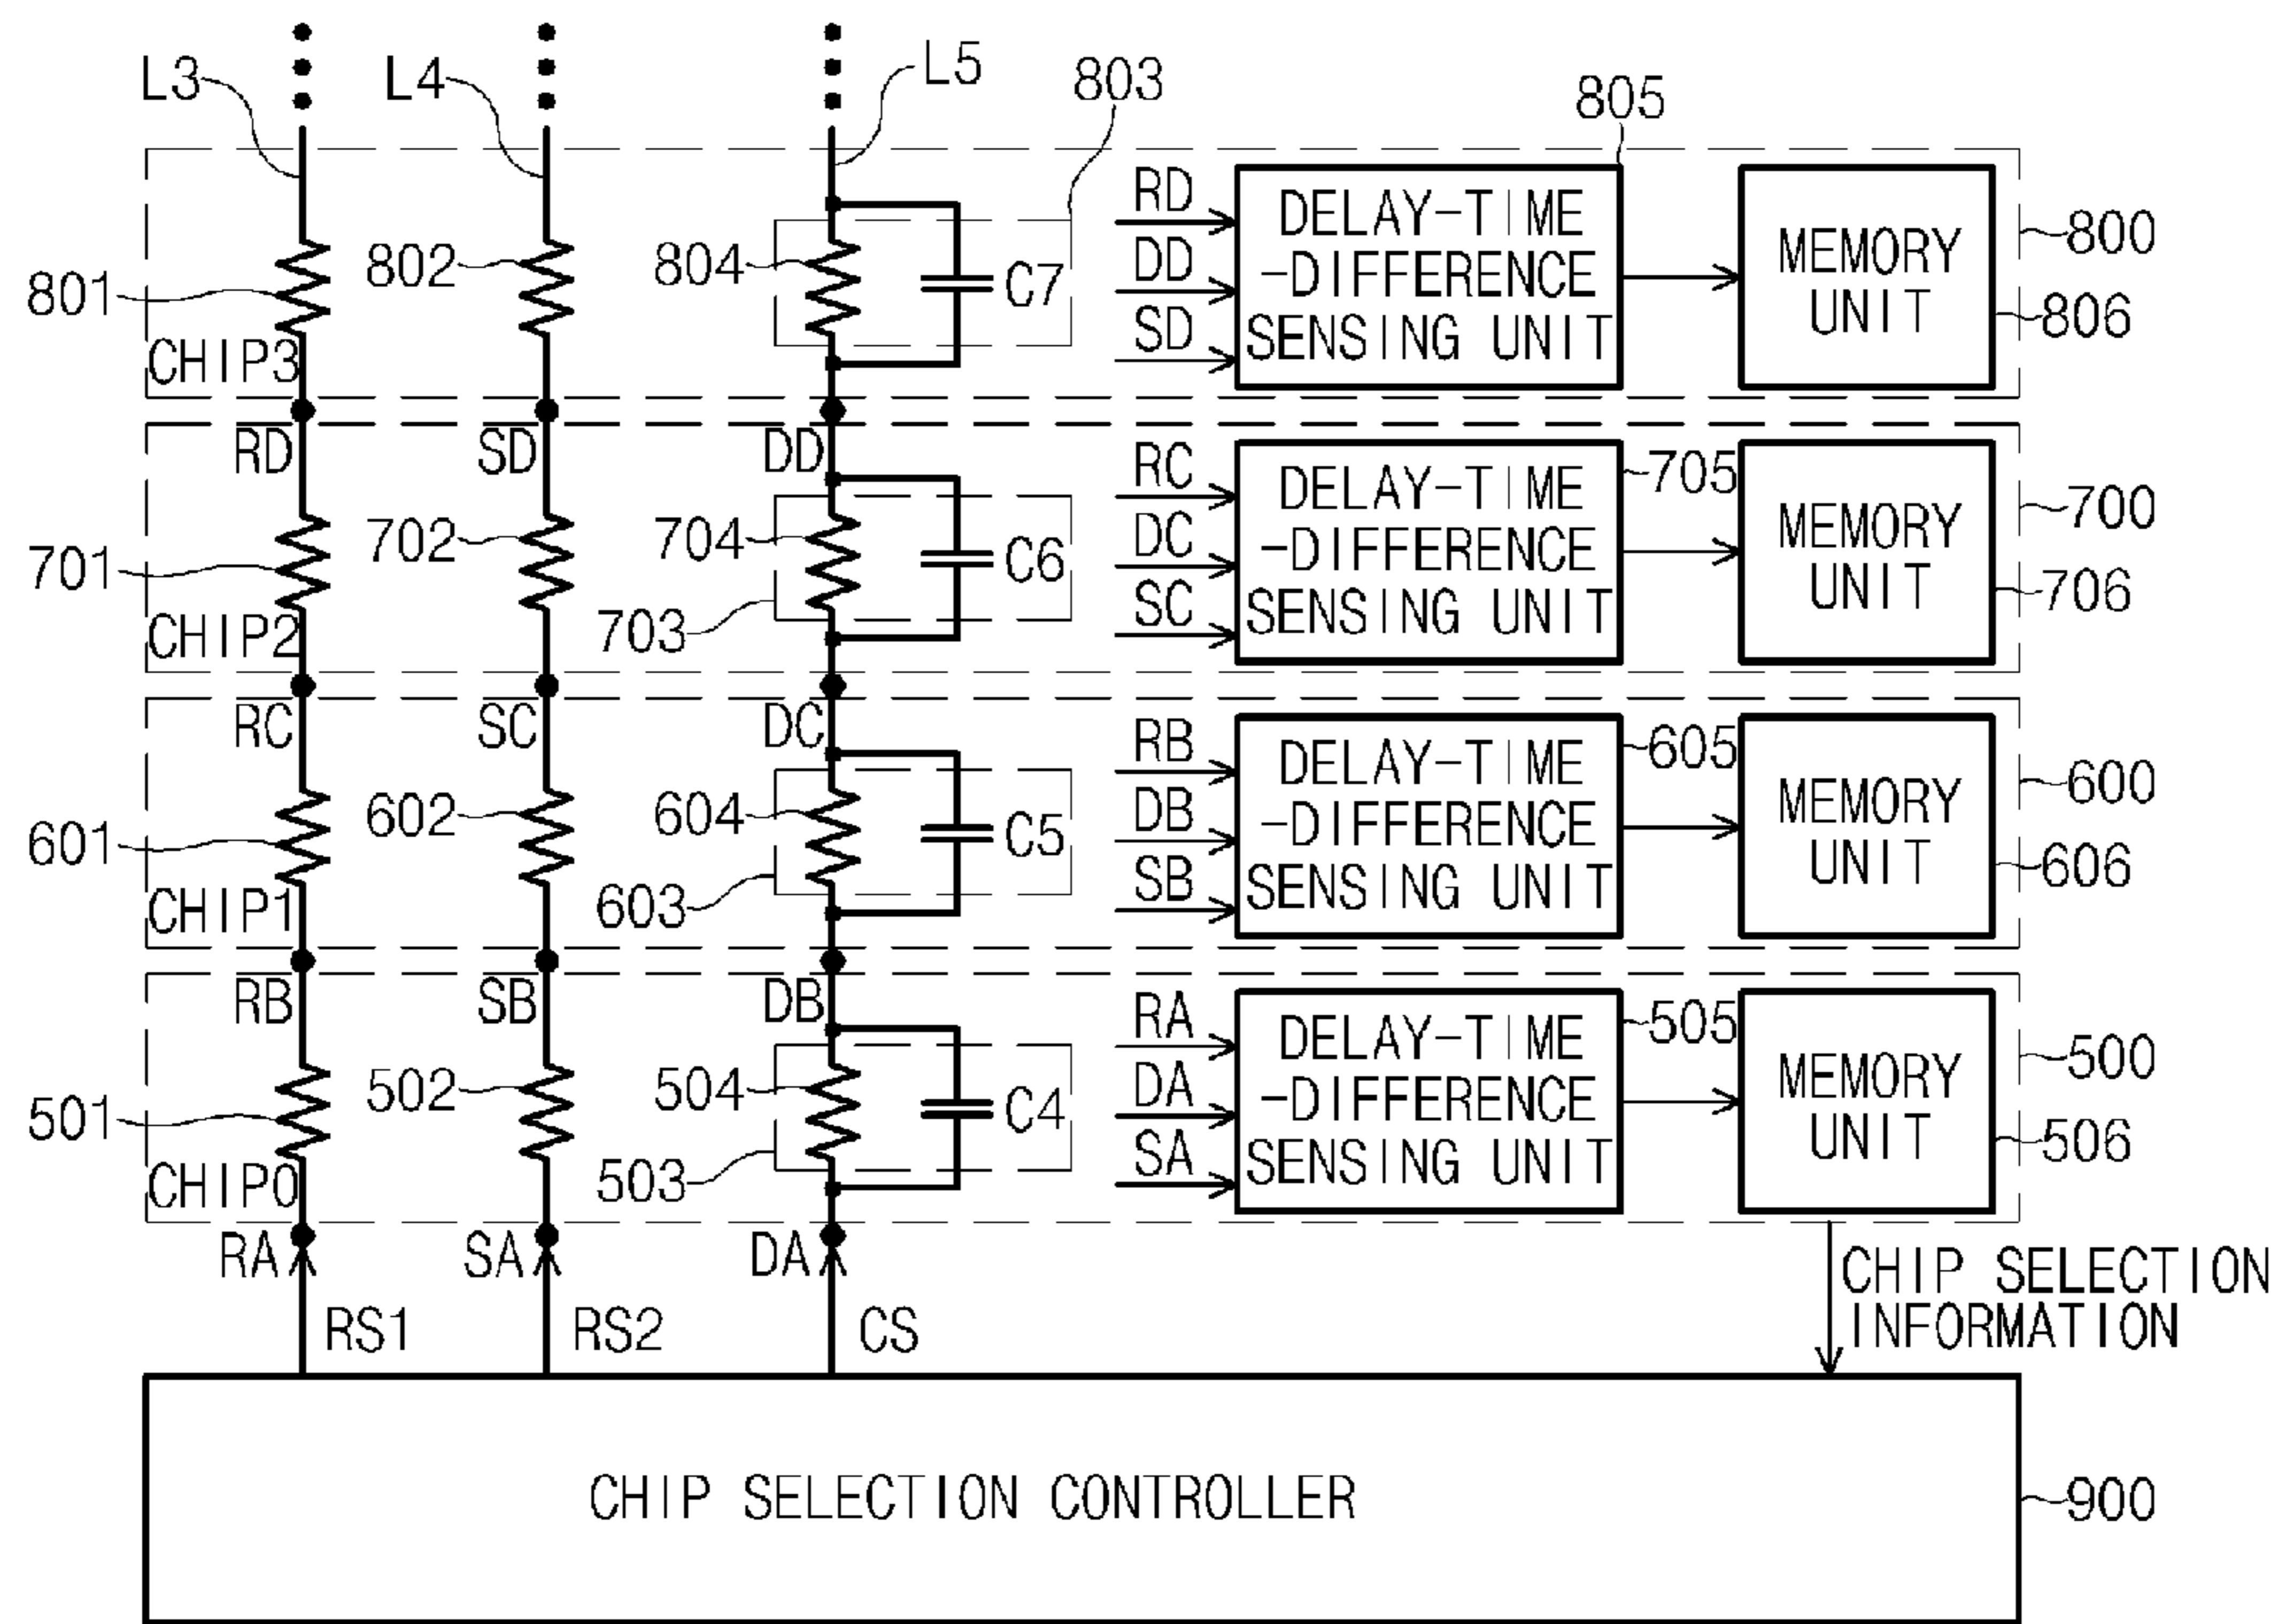 L3
L4
L5
803
805
801
802
804
C7
RD
DD
SD
DELAY-TIME
-DIFFERENCE
SENSING UNIT
MEMORY
UNIT
800
806
CHIP3
RD
SD
DD
701
702
704
C6
703
RC
DC
SC
DELAY-TIME
-DIFFERENCE
SENSING UNIT
705
MEMORY
UNIT
700
706
CHIP2
RC
SC
DC
601
602
604
C5
603
RB
DB
SB
DELAY-TIME
-DIFFERENCE
SENSING UNIT
605
MEMORY
UNIT
600
606
CHIP1
RB
SB
DB
501
502
504
C4
503
RA
DA
SA
DELAY-TIME
-DIFFERENCE
SENSING UNIT
505
MEMORY
UNIT
500
506
CHIP0
RA
SA
DA
RS1
RS2
CS
CHIP SELECTION
INFORMATION
CHIP SELECTION CONTROLLER
900